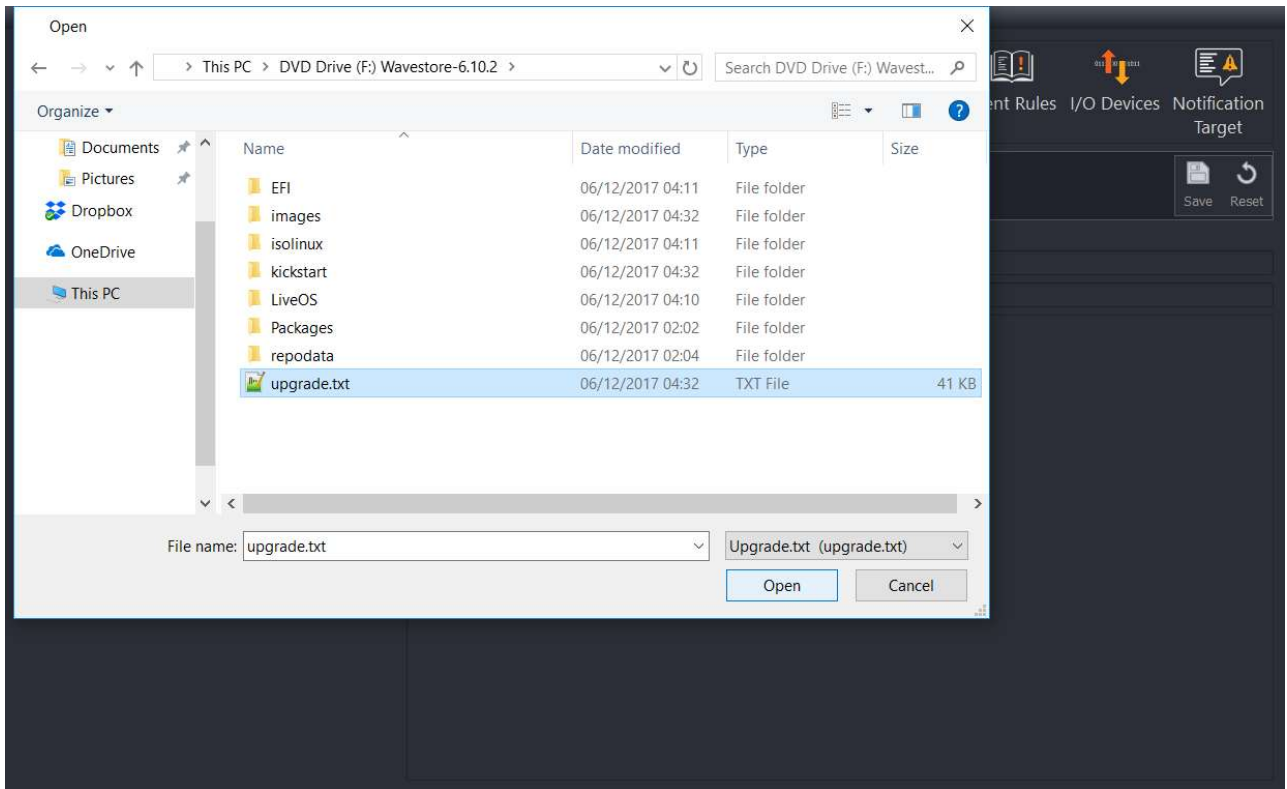 Open
This PC > DVD Drive (F:) Wavestore-6.10.2 >
Search DVD Drive (F:) Wavest...
Organize
Documents
Pictures
Dropbox
OneDrive
This PC
Name Date modified Type Size
EFI 06/12/2017 04:11 File folder
images 06/12/2017 04:32 File folder
isolinux 06/12/2017 04:11 File folder
kickstart 06/12/2017 04:32 File folder
LiveOS 06/12/2017 04:10 File folder
Packages 06/12/2017 02:02 File folder
repodata 06/12/2017 02:04 File folder
upgrade.txt 06/12/2017 04:32 TXT File 41 KB
File name: upgrade.txt
Upgrade.txt (upgrade.txt)
Open Cancel
ent Rules I/O Devices Notification
Target
Save Reset